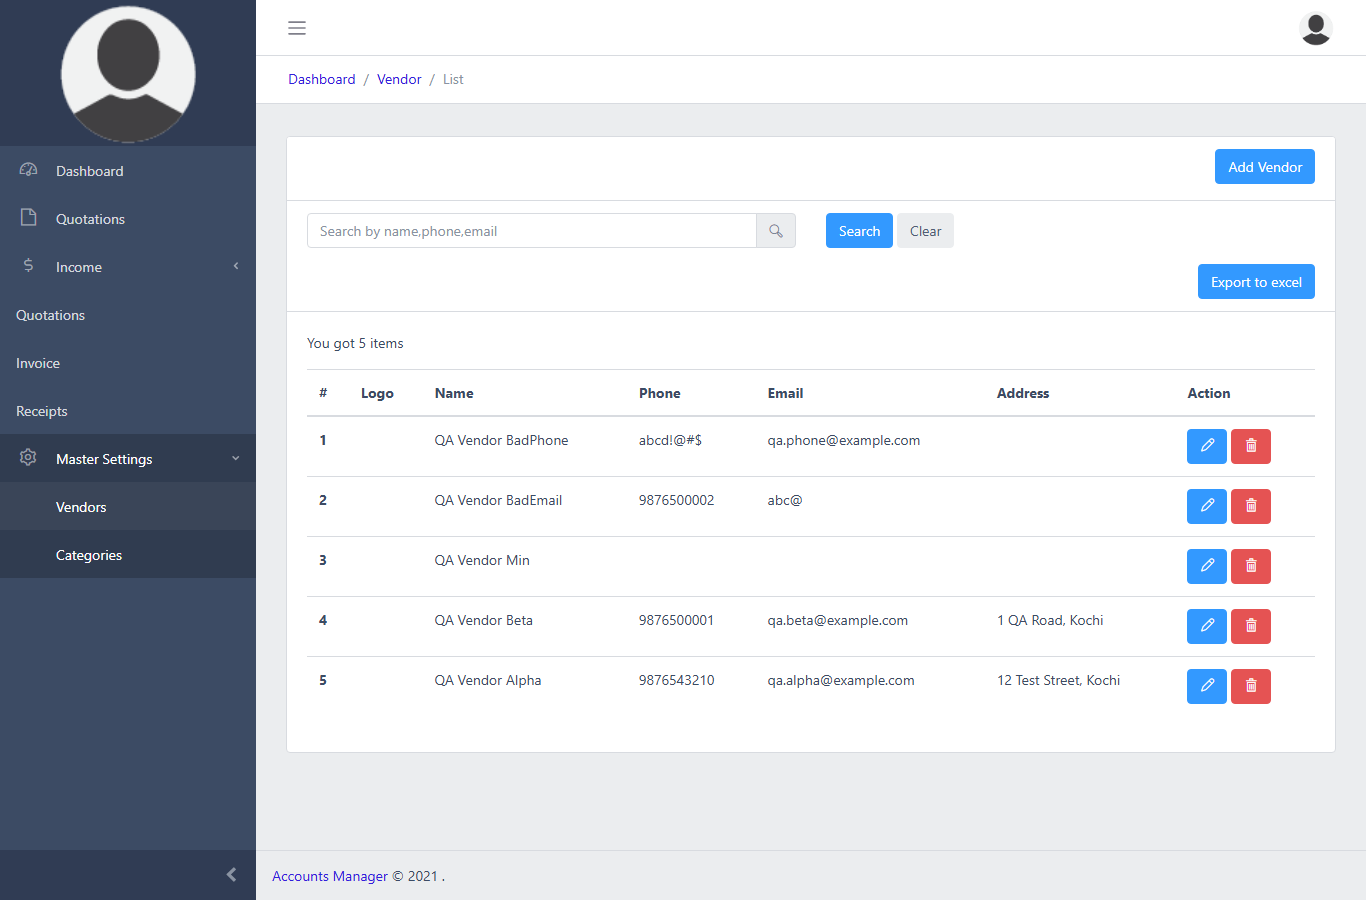 Dashboard
Quotations
Income
Quotations
Invoice
Receipts
Master Settings
Vendors
Categories
Dashboard / Vendor / List
Add Vendor
Search by name,phone,email
Search
Clear
Export to excel
You got 5 items
# Logo Name Phone Email Address Action
1 QA Vendor BadPhone abcd!@#$ qa.phone@example.com
2 QA Vendor BadEmail 9876500002 abc@
3 QA Vendor Min
4 QA Vendor Beta 9876500001 qa.beta@example.com 1 QA Road, Kochi
5 QA Vendor Alpha 9876543210 qa.alpha@example.com 12 Test Street, Kochi
Accounts Manager © 2021 .